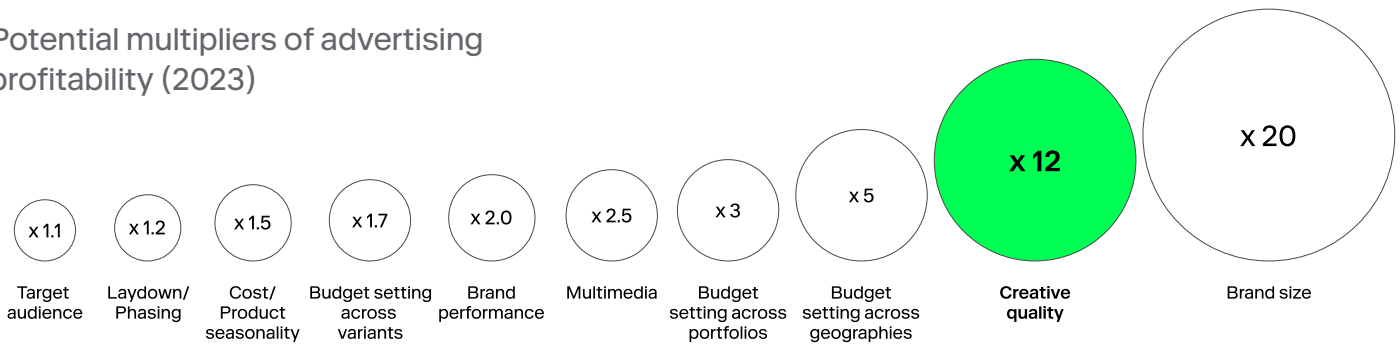 Potential multipliers of advertising
profitability (2023)
x 1.1
x 1.2
x 1.5
x 1.7
x 2.0
x 2.5
x 3
x 5
x 12
x 20
Target
audience
Laydown/
Phasing
Cost/
Product
seasonality
Budget setting
across
variants
Brand
performance
Multimedia
Budget
setting across
portfolios
Budget
setting across
geographies
Creative
quality
Brand size